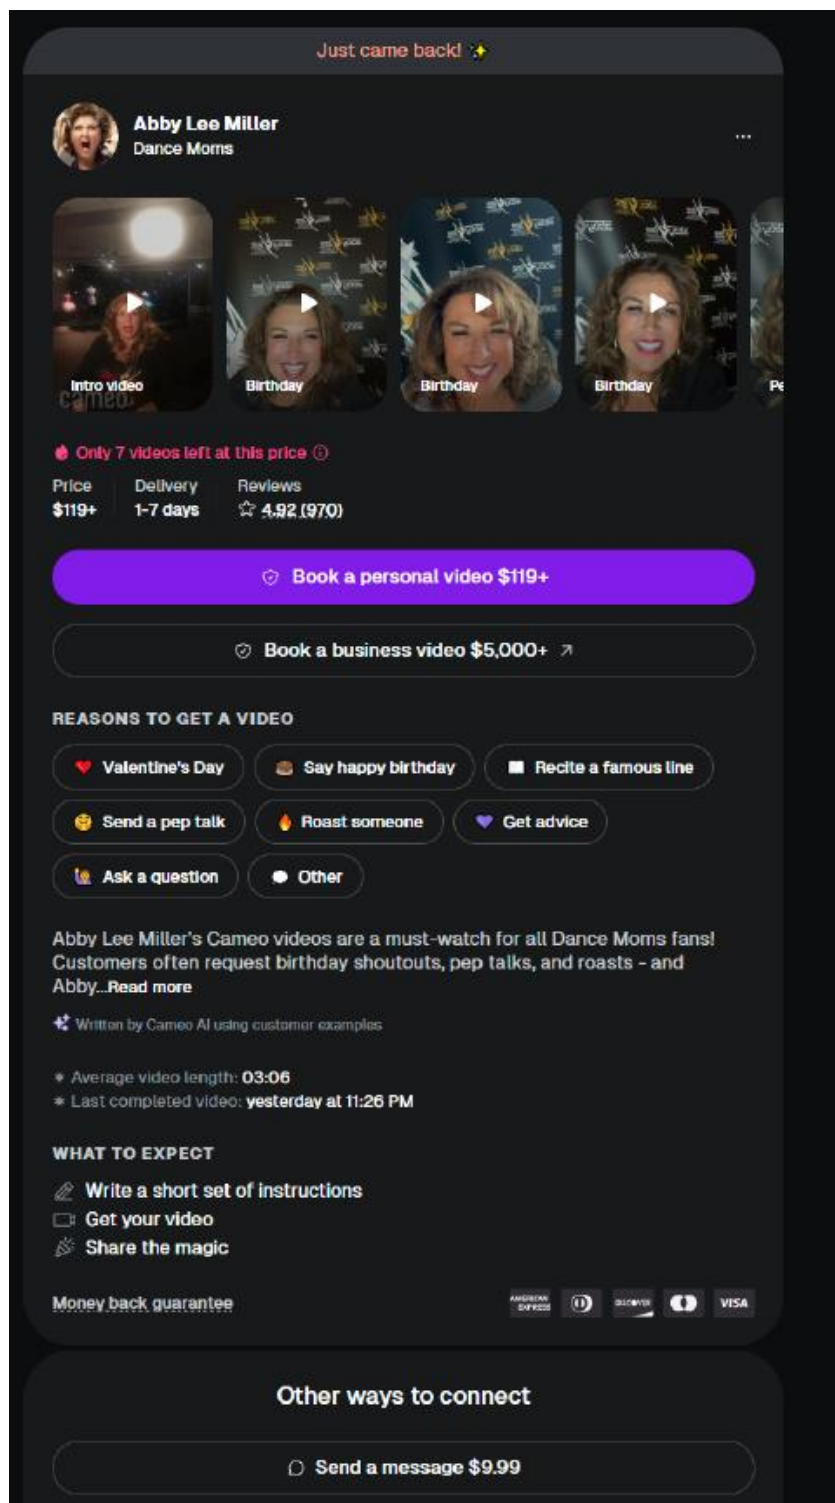 Just came back! ✨
Abby Lee Miller
Dance Moms
...
Intro video
cameo
Birthday
Birthday
Birthday
Pe
Only 7 videos left at this price
Price Delivery Reviews
$119+ 1-7 days 4.92 (970)
Book a personal video $119+
Book a business video $5,000+
REASONS TO GET A VIDEO
Valentine's Day Say happy birthday Recite a famous line
Send a pep talk Roast someone Get advice
Ask a question Other
Abby Lee Miller's Cameo videos are a must-watch for all Dance Moms fans!
Customers often request birthday shoutouts, pep talks, and roasts - and
Abby...Read more
Written by Cameo AI using customer examples
Average video length: 03:06
Last completed video: yesterday at 11:26 PM
WHAT TO EXPECT
Write a short set of instructions
Get your video
Share the magic
Money back guarantee AMERICAN EXPRESS DISCOVER VISA
Other ways to connect
Send a message $9.99